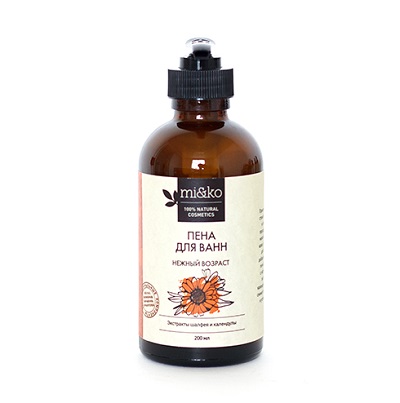 mi&ko
100% NATURAL
COSMETICS
ПЕНА
ДЛЯ ВАНН
НЕЖНЫЙ ВОЗРАСТ
Экстракты шалфея и календулы
200 мл